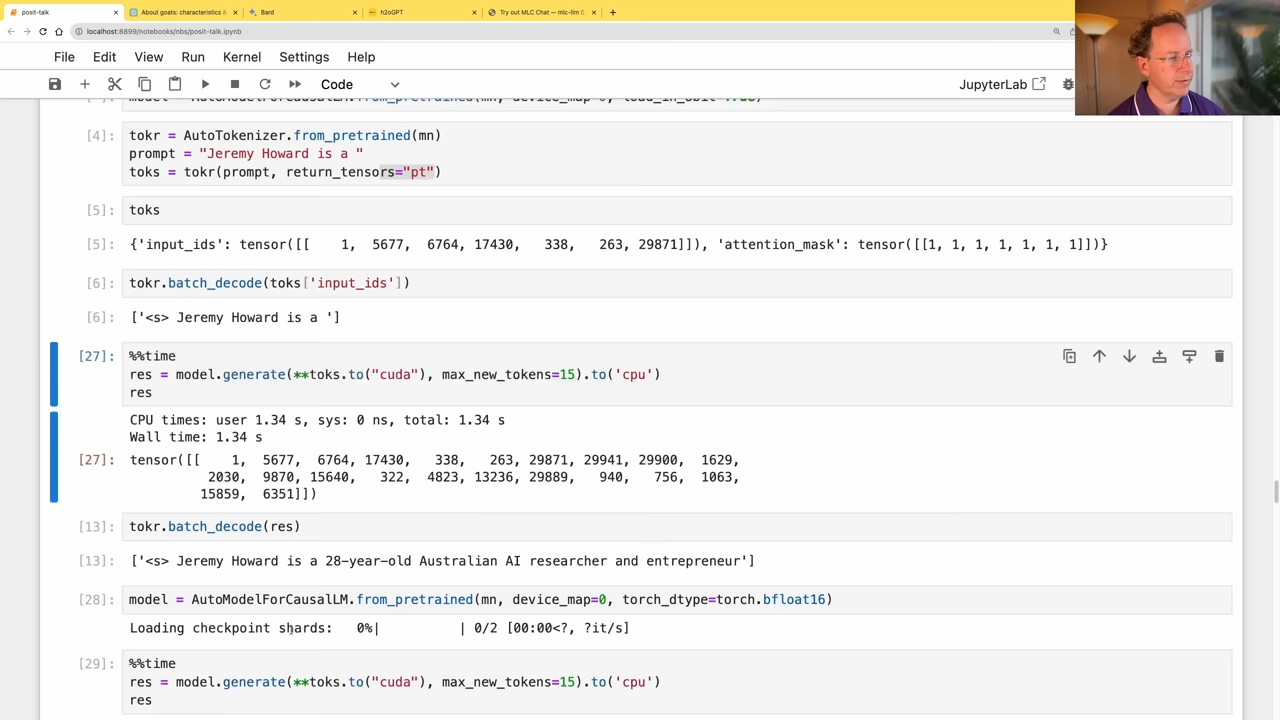 posit-talk
About goats: characteristics &
Bard
h2oGPT
Try out MLC Chat — mlc-llm 0.
localhost:8899/notebooks/nbs/posit-talk.ipynb
File Edit View Run Kernel Settings Help
Code
JupyterLab
model = AutoModelForCausalLM.from_pretrained(mn, device_map=0, load_in_8bit=True)
[4]:
tokr = AutoTokenizer.from_pretrained(mn)
prompt = "Jeremy Howard is a "
toks = tokr(prompt, return_tensors="pt")
[5]: toks
[5]: {'input_ids': tensor([[    1,  5677,  6764, 17430,   338,   263, 29871]]), 'attention_mask': tensor([[1, 1, 1, 1, 1, 1, 1]])}
[6]: tokr.batch_decode(toks['input_ids'])
[6]: ['<s> Jeremy Howard is a ']
[27]: %%time
res = model.generate(**toks.to("cuda"), max_new_tokens=15).to('cpu')
res
CPU times: user 1.34 s, sys: 0 ns, total: 1.34 s
Wall time: 1.34 s
[27]: tensor([[    1,  5677,  6764, 17430,   338,   263, 29871, 29941, 29900,  1629,
2030,  9870, 15640,   322,  4823, 13236, 29889,   940,   756,  1063,
15859,  6351]])
[13]: tokr.batch_decode(res)
[13]: ['<s> Jeremy Howard is a 28-year-old Australian AI researcher and entrepreneur']
[28]: model = AutoModelForCausalLM.from_pretrained(mn, device_map=0, torch_dtype=torch.bfloat16)
Loading checkpoint shards:   0%|          | 0/2 [00:00<?, ?it/s]
[29]: %%time
res = model.generate(**toks.to("cuda"), max_new_tokens=15).to('cpu')
res